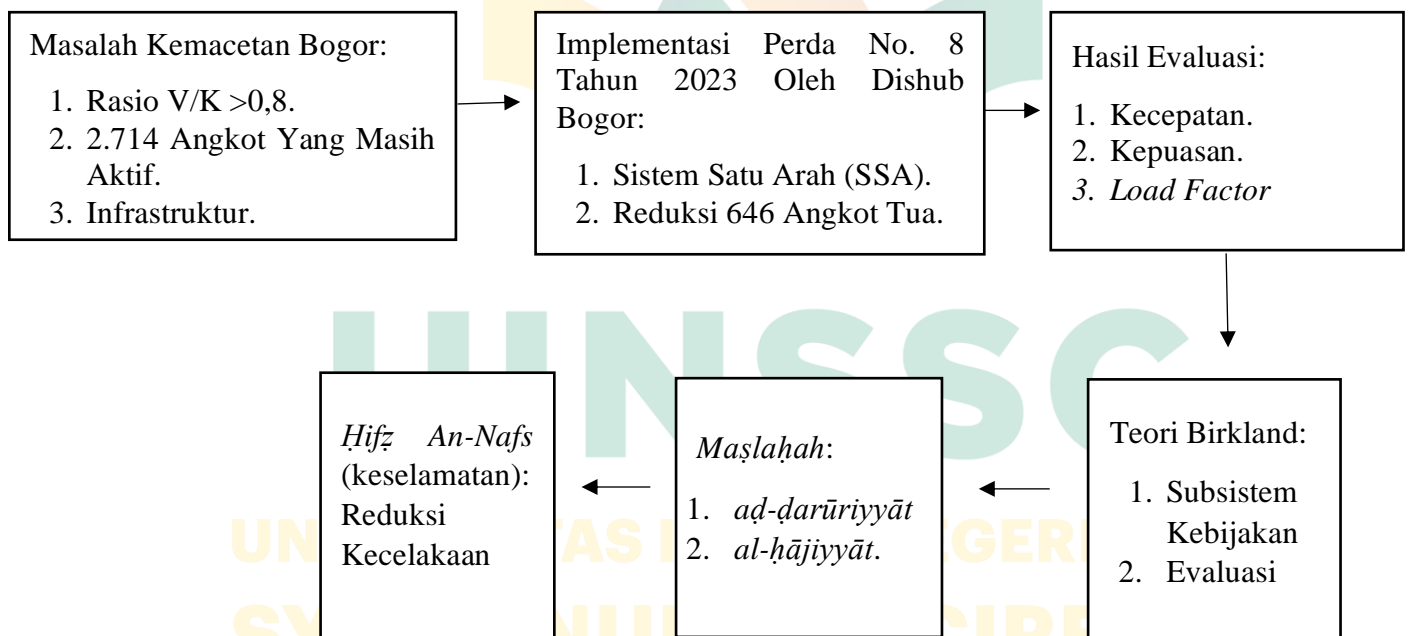 Masalah Kemacetan Bogor:
1. Rasio V/K >0,8.
2. 2.714 Angkot Yang Masih
Aktif.
3. Infrastruktur.
Implementasi Perda No. 8
Tahun 2023 Oleh Dishub
Bogor:
1. Sistem Satu Arah (SSA).
2. Reduksi 646 Angkot Tua.
Hasil Evaluasi:
1. Kecepatan.
2. Kepuasan.
3. Load Factor
Teori Birkland:
1. Subsistem
Kebijakan
2. Evaluasi
Maṣlaḥah:
1. aḍ-ḍarūriyyāt
2. al-ḥājiyyāt.
Ḥifẓ An-Nafs
(keselamatan):
Reduksi
Kecelakaan